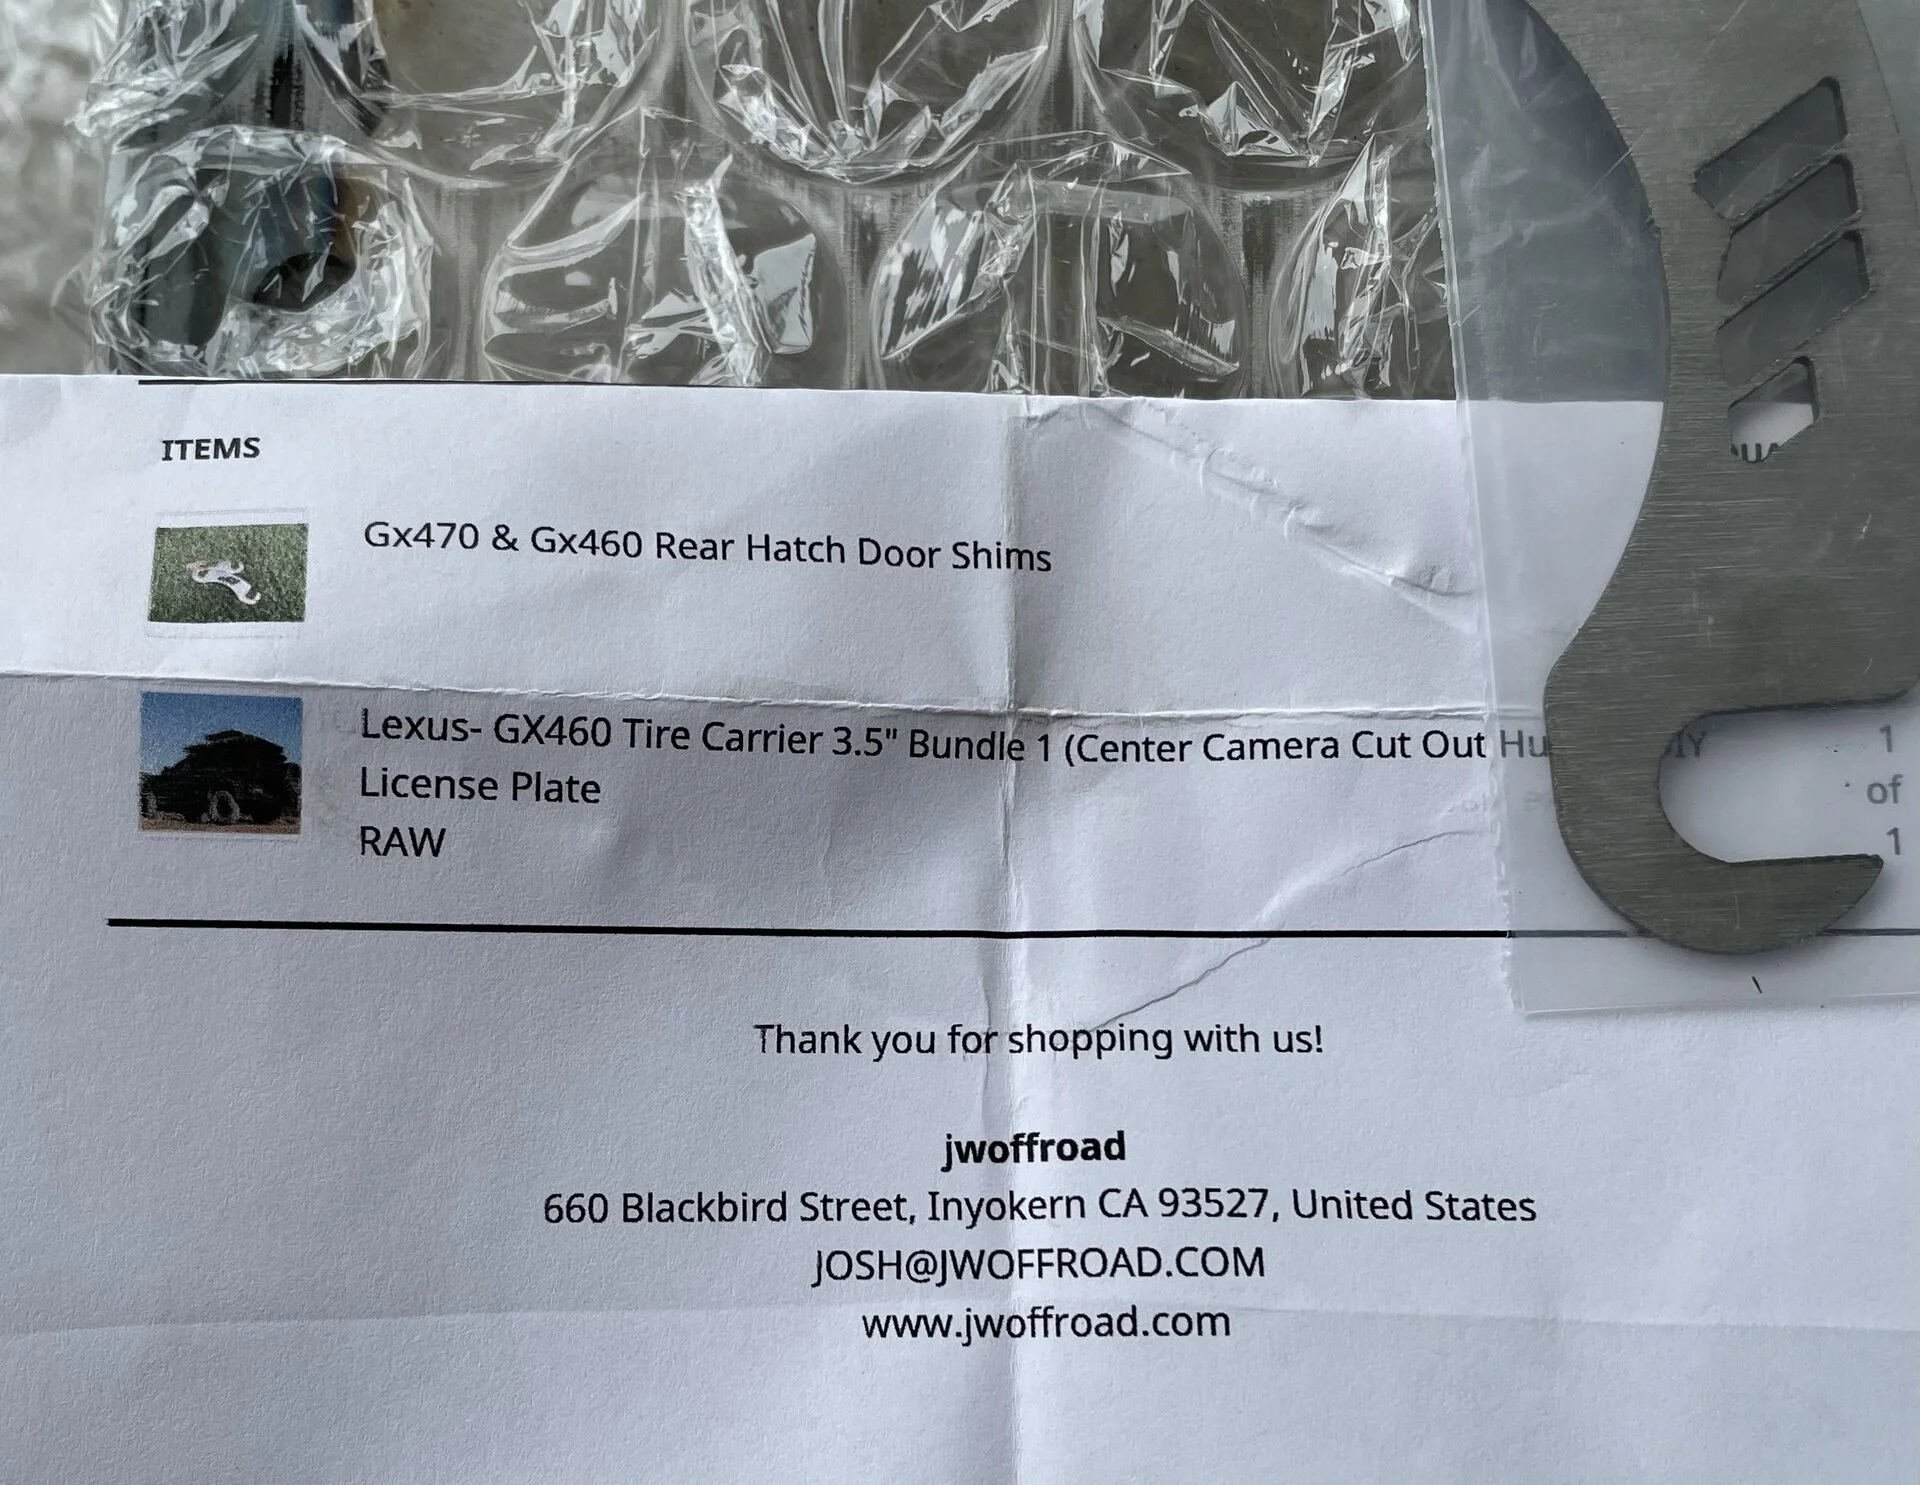 ITEMS
Gx470 & Gx460 Rear Hatch Door Shims
Lexus- GX460 Tire Carrier 3.5" Bundle 1 (Center Camera Cut Out Hu IY 1
License Plate of
RAW 1
Thank you for shopping with us!
jwoffroad
660 Blackbird Street, Inyokern CA 93527, United States
JOSH@JWOFFROAD.COM
www.jwoffroad.com